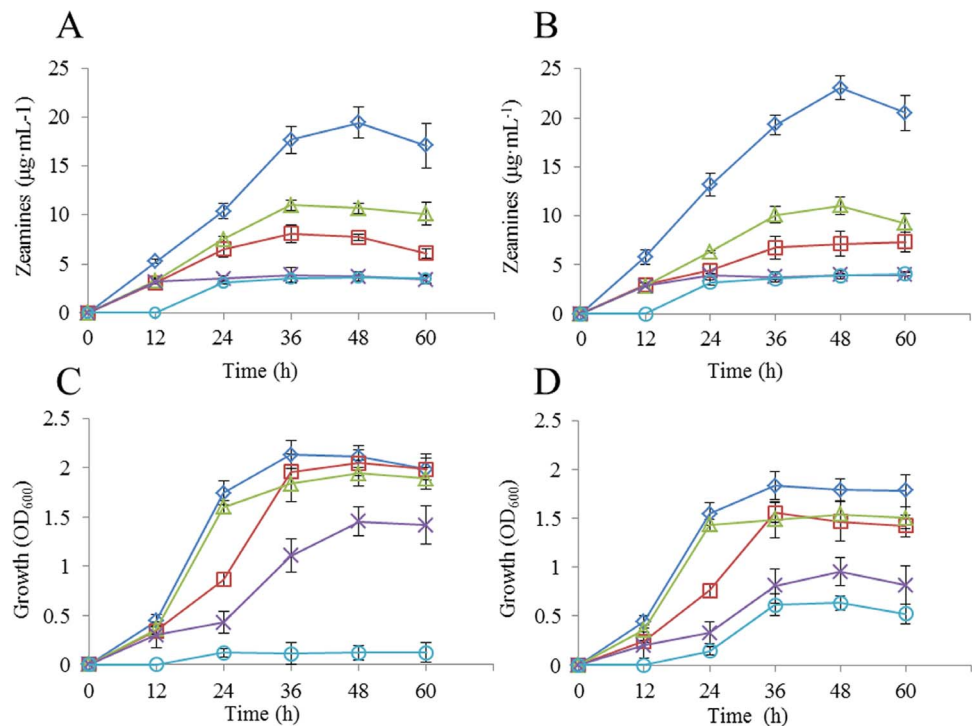 A
B
25
20
15
10
5
0
Zeamines (μg·mL-1)
0 12 24 36 48 60
Time (h)
25
20
15
10
5
0
Zeamines (μg·mL⁻¹)
0 12 24 36 48 60
Time (h)
C
D
2.5
2
1.5
1
0.5
0
Growth (OD₆₀₀)
0 12 24 36 48 60
Time (h)
2.5
2
1.5
1
0.5
0
Growth (OD₆₀₀)
0 12 24 36 48 60
Time (h)